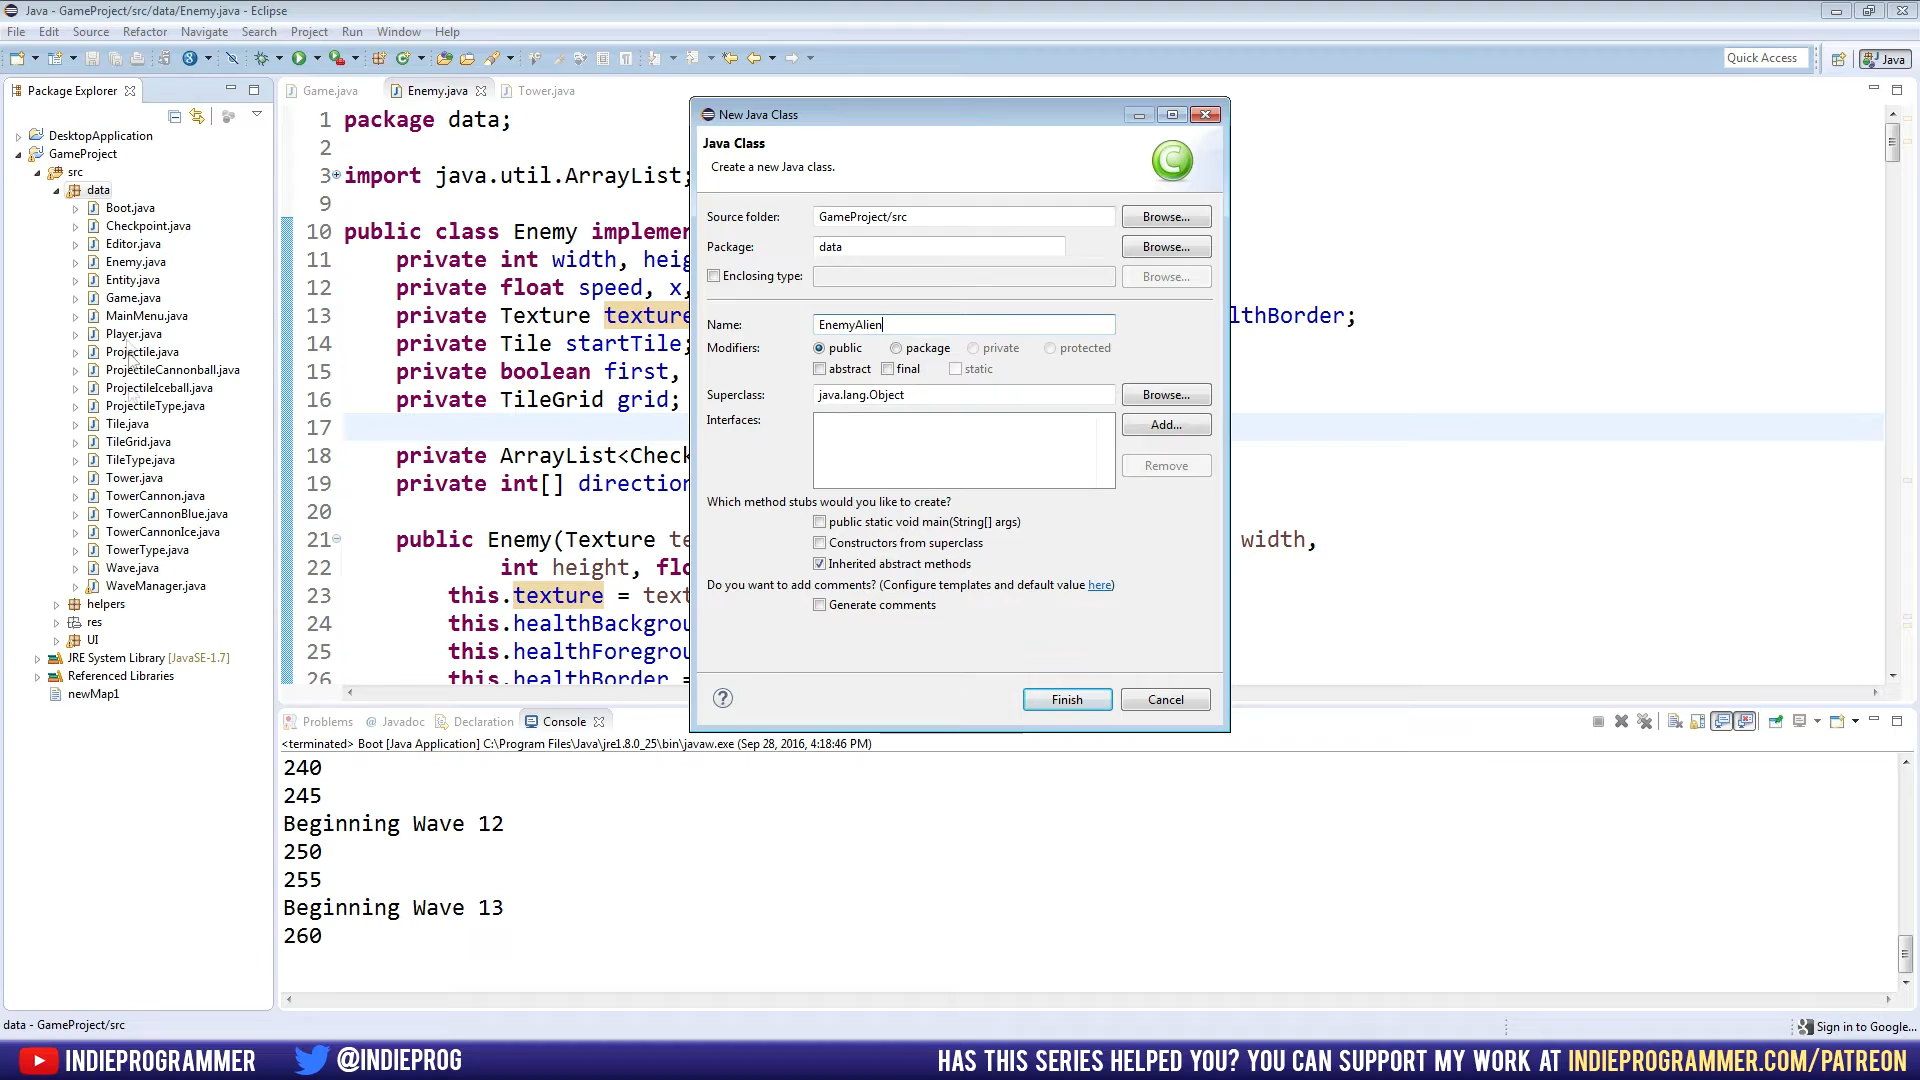 Java - GameProject/src/data/Enemy.java - Eclipse
File Edit Source Refactor Navigate Search Project Run Window Help
Quick Access
Java
Package Explorer
Game.java
Enemy.java
Tower.java
DesktopApplication
GameProject
src
data
Boot.java
Checkpoint.java
Editor.java
Enemy.java
Entity.java
Game.java
MainMenu.java
Player.java
Projectile.java
ProjectileCannonball.java
ProjectileIceball.java
ProjectileType.java
Tile.java
TileGrid.java
TileType.java
Tower.java
TowerCannon.java
TowerCannonBlue.java
TowerCannonIce.java
TowerType.java
Wave.java
WaveManager.java
helpers
res
UI
JRE System Library [JavaSE-1.7]
Referenced Libraries
newMap1
1 package data;
2
3 import java.util.ArrayList;
9
10 public class Enemy implemen
11 private int width, heig
12 private float speed, x,
13 private Texture texture lthBorder;
14 private Tile startTile;
15 private boolean first,
16 private TileGrid grid;
17
18 private ArrayList<Check
19 private int[] direction
20
21 public Enemy(Texture te width,
22 int height, flo
23 this.texture = text
24 this.healthBackgrou
25 this.healthForegrou
26 this.healthBorder =
New Java Class
Java Class
Create a new Java class.
C
Source folder: GameProject/src Browse...
Package: data Browse...
Enclosing type: Browse...
Name: EnemyAlien
Modifiers: public package private protected
abstract final static
Superclass: java.lang.Object Browse...
Interfaces: Add...
Remove
Which method stubs would you like to create?
public static void main(String[] args)
Constructors from superclass
Inherited abstract methods
Do you want to add comments? (Configure templates and default value here)
Generate comments
? Finish Cancel
Problems @ Javadoc Declaration Console
<terminated> Boot [Java Application] C:\Program Files\Java\jre1.8.0_25\bin\javaw.exe (Sep 28, 2016, 4:18:46 PM)
240
245
Beginning Wave 12
250
255
Beginning Wave 13
260
data - GameProject/src
Sign in to Google...
INDIEPROGRAMMER @INDIEPROG HAS THIS SERIES HELPED YOU? YOU CAN SUPPORT MY WORK AT INDIEPROGRAMMER.COM/PATREON